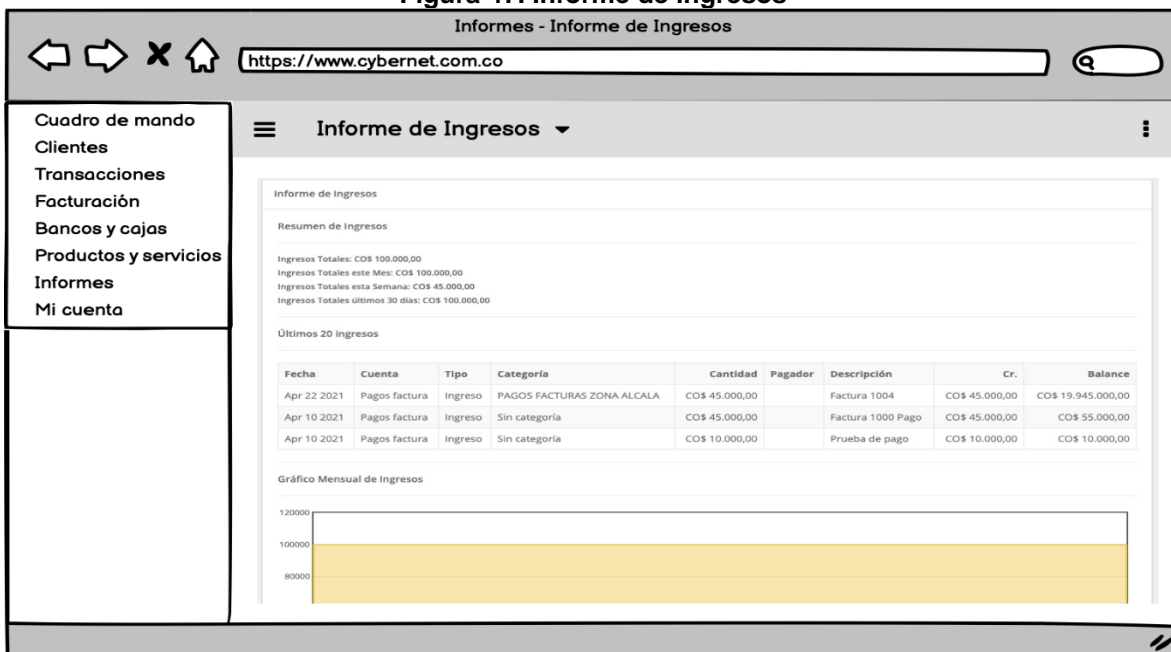 Figura 47. Informe de ingresos
Informes - Informe de Ingresos
https://www.cybernet.com.co
Cuadro de mando
Clientes
Transacciones
Facturación
Bancos y cajas
Productos y servicios
Informes
Mi cuenta
Informe de Ingresos
Informe de Ingresos
Resumen de Ingresos
Ingresos Totales: CO$ 100.000,00
Ingresos Totales este Mes: CO$ 100.000,00
Ingresos Totales esta Semana: CO$ 45.000,00
Ingresos Totales últimos 30 días: CO$ 100.000,00
Últimos 20 ingresos
Fecha Cuenta Tipo Categoría Cantidad Pagador Descripción Cr. Balance
Apr 22 2021 Pagos factura Ingreso PAGOS FACTURAS ZONA ALCALA CO$ 45.000,00 Factura 1004 CO$ 45.000,00 CO$ 19.945.000,00
Apr 10 2021 Pagos factura Ingreso Sin categoría CO$ 45.000,00 Factura 1000 Pago CO$ 45.000,00 CO$ 55.000,00
Apr 10 2021 Pagos factura Ingreso Sin categoría CO$ 10.000,00 Prueba de pago CO$ 10.000,00 CO$ 10.000,00
Gráfico Mensual de Ingresos
120000
100000
80000